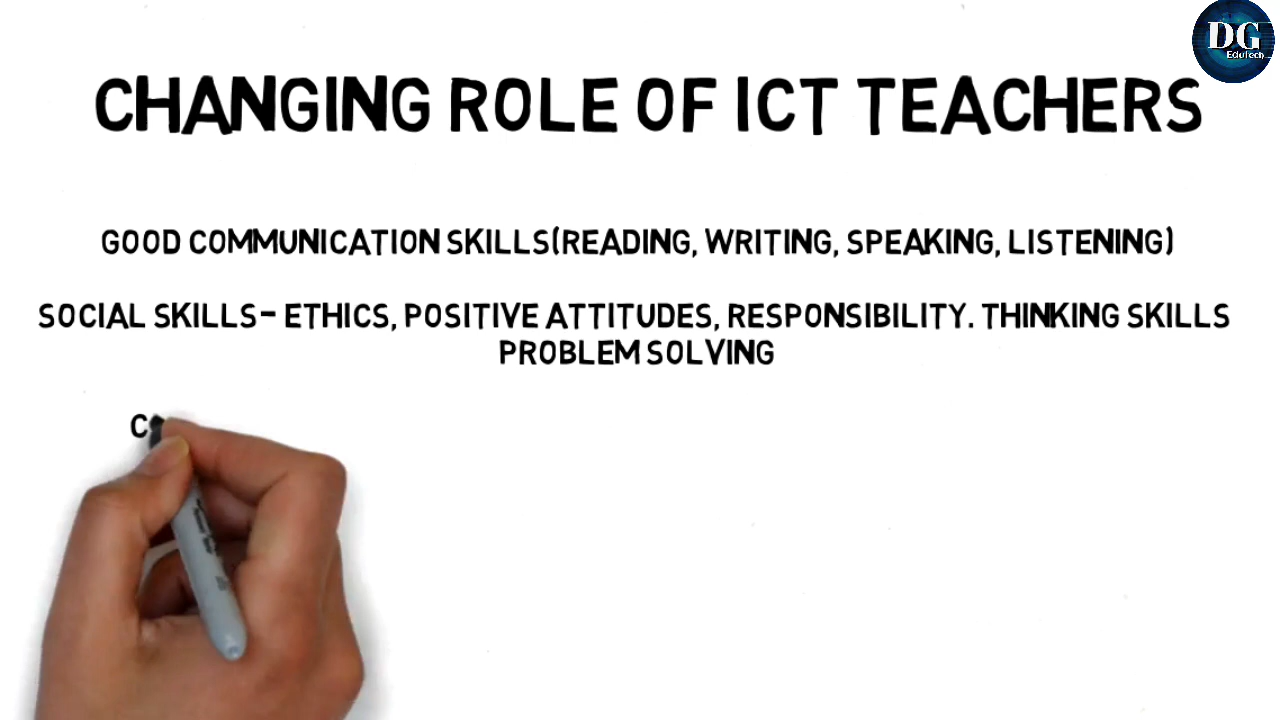 DG
EduTech
CHANGING ROLE OF ICT TEACHERS
GOOD COMMUNICATION SKILLS(READING, WRITING, SPEAKING, LISTENING)
SOCIAL SKILLS- ETHICS, POSITIVE ATTITUDES, RESPONSIBILITY. THINKING SKILLS
PROBLEM SOLVING
C